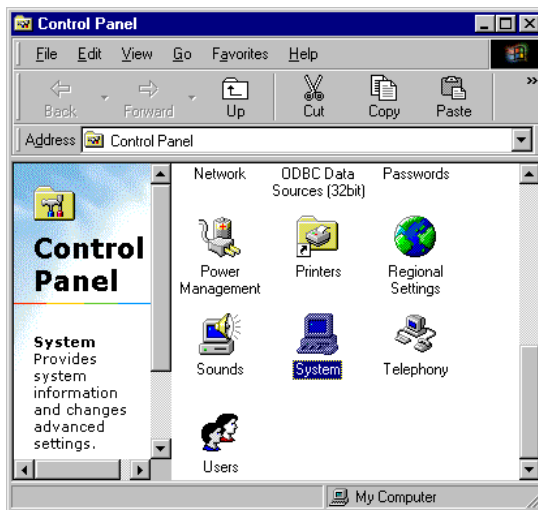 Control Panel
File Edit View Go Favorites Help
Back Forward Up Cut Copy Paste »
Address Control Panel
Control
Panel
System
Provides
system
information
and changes
advanced
settings.
Network ODBC Data Passwords
Sources (32bit)
Power Printers Regional
Management Settings
Sounds System Telephony
Users
My Computer